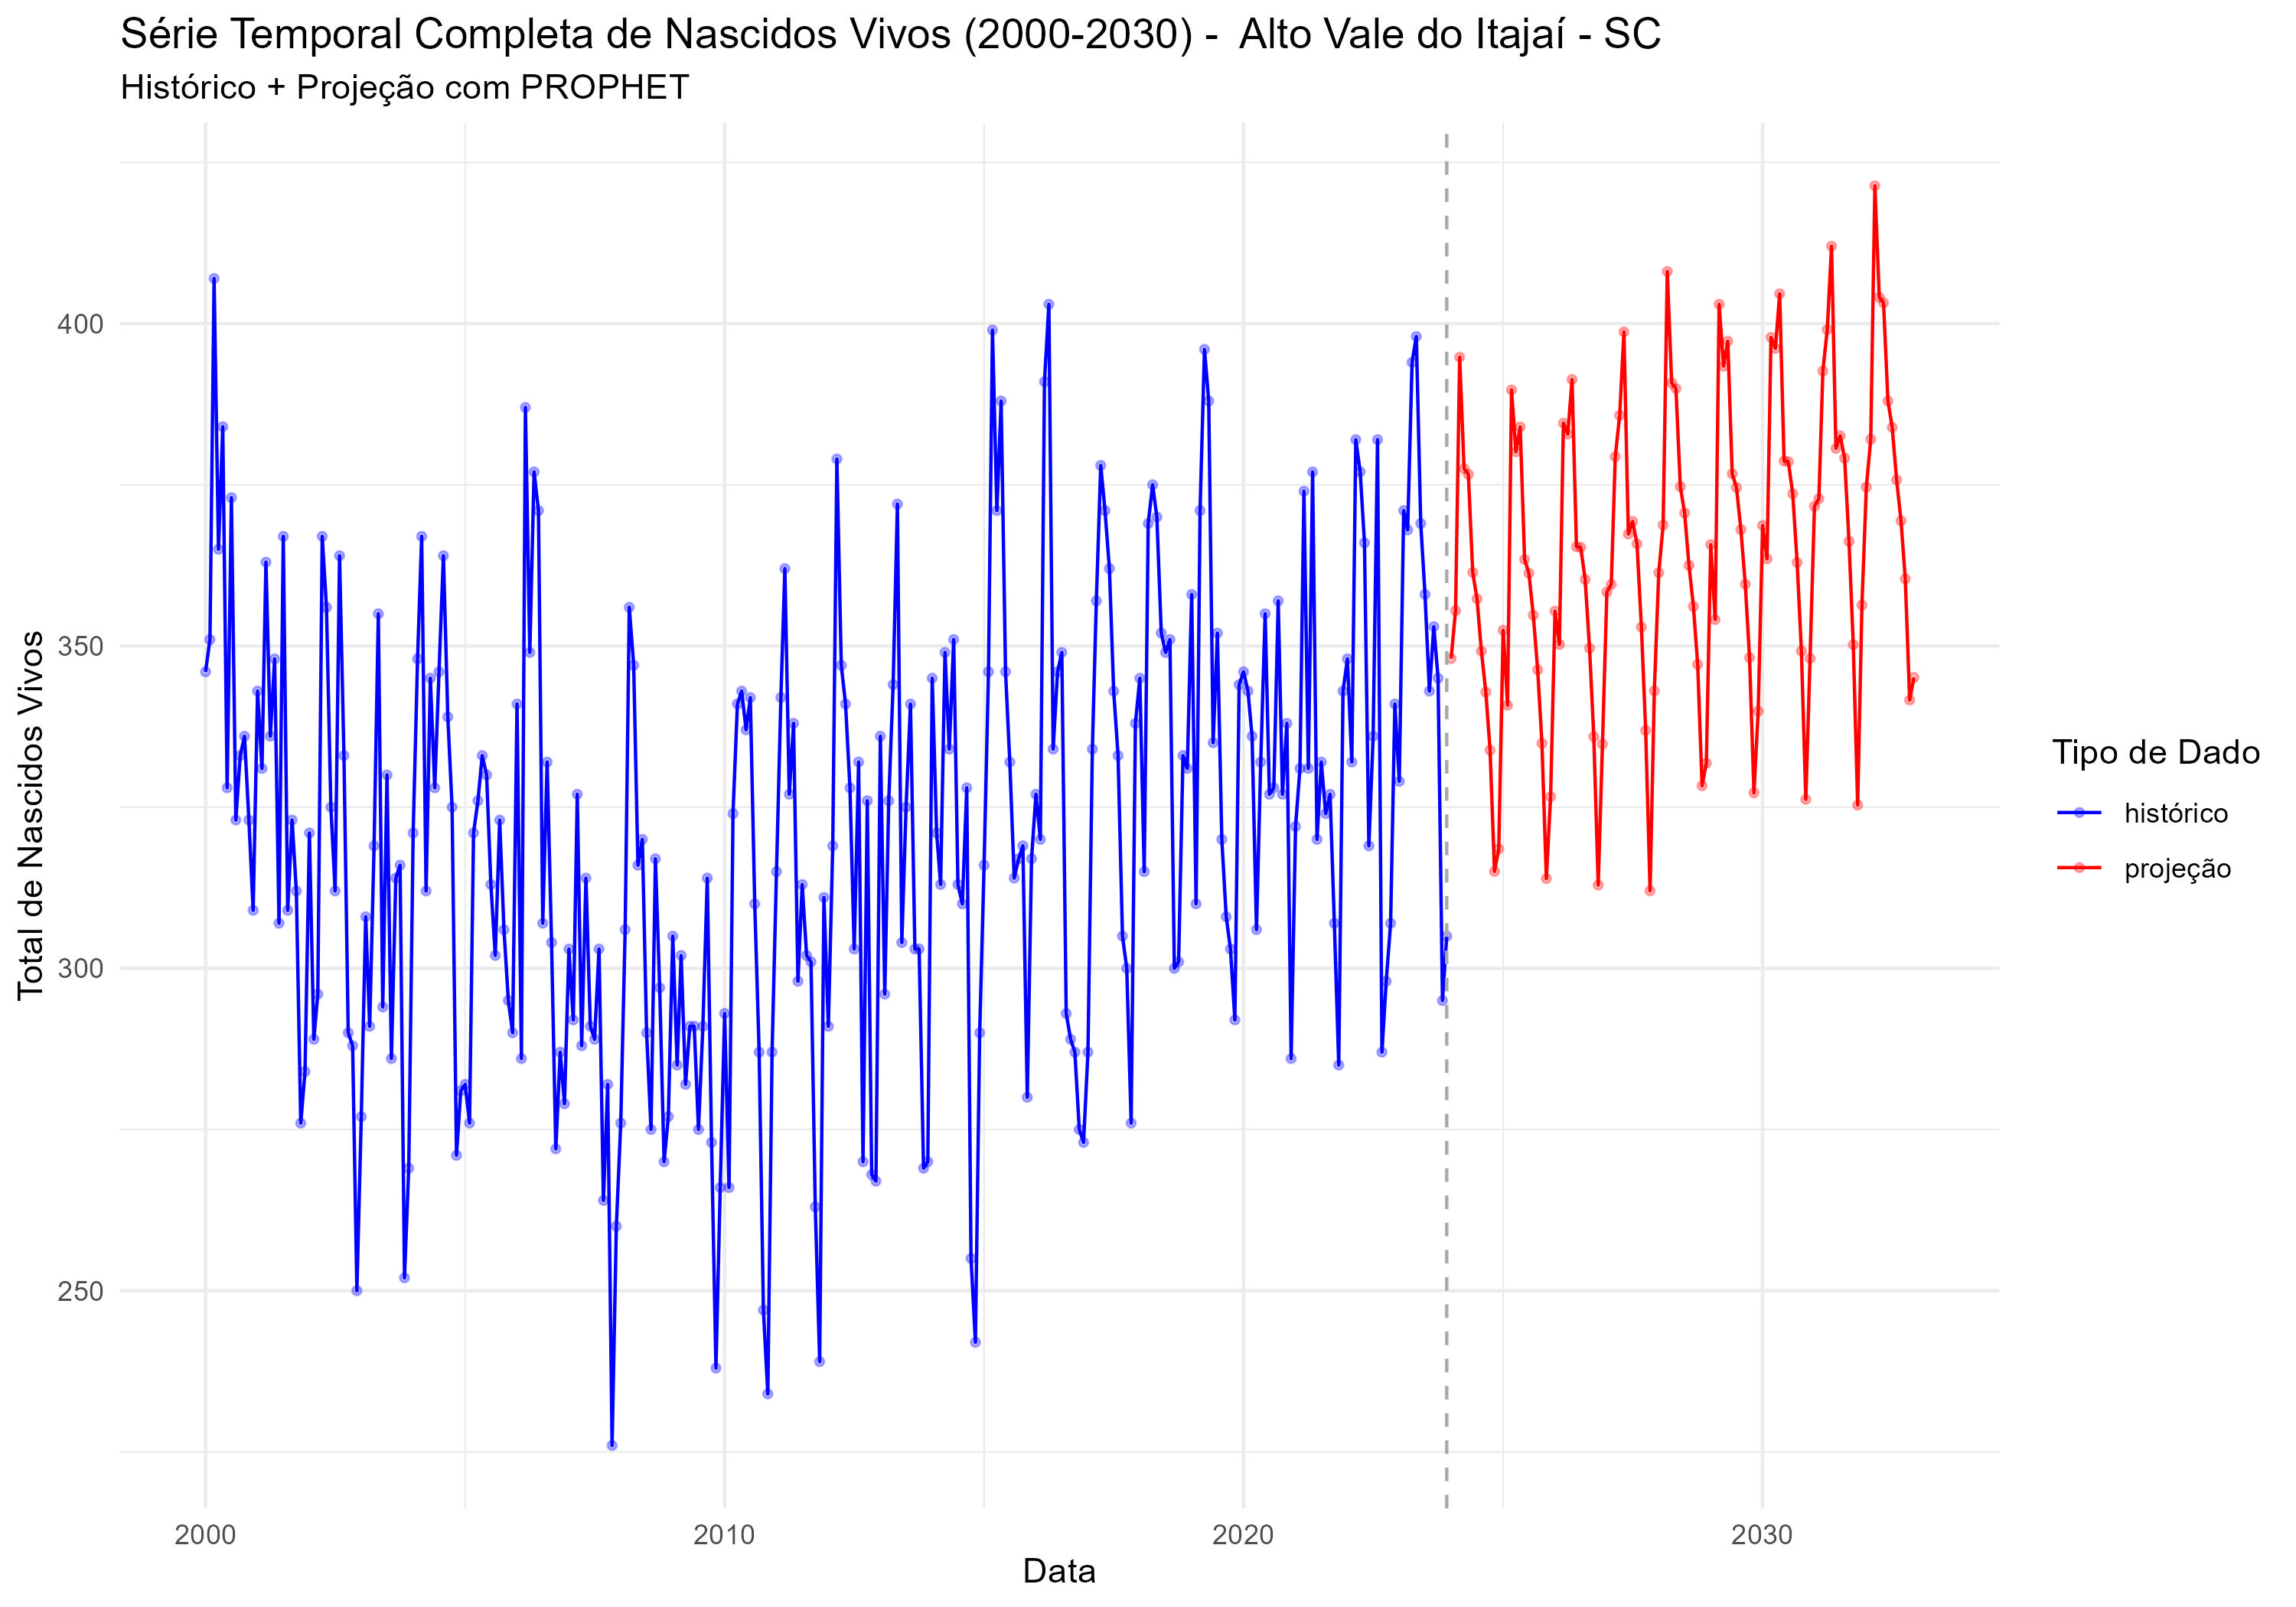 Série Temporal Completa de Nascidos Vivos (2000-2030) -  Alto Vale do Itajaí - SC
Histórico + Projeção com PROPHET
Total de Nascidos Vivos
400
350
300
250
2000
2010
2020
2030
Data
Tipo de Dado
histórico
projeção